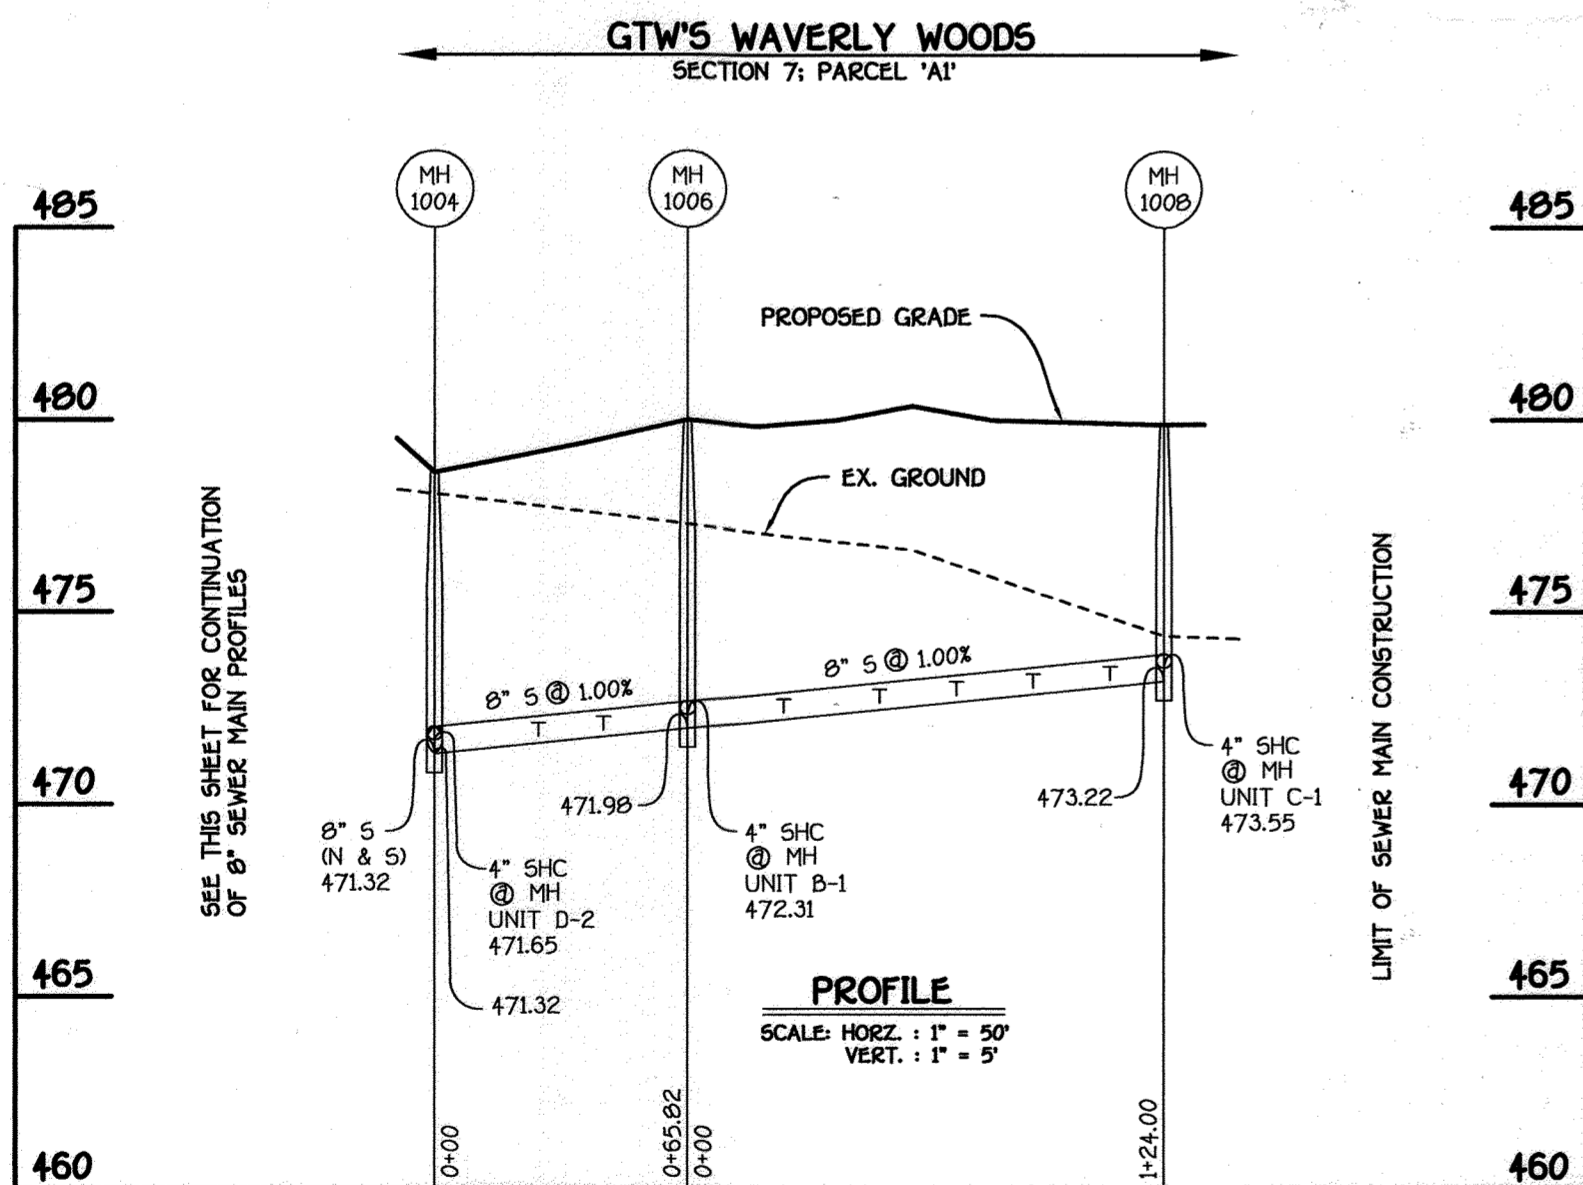 GTW'S WAVERLY WOODS
SECTION 7; PARCEL 'A1'
MH
1004
MH
1006
MH
1008
485
485
PROPOSED GRADE
480
480
EX. GROUND
475
475
SEE THIS SHEET FOR CONTINUATION
OF 8" SEWER MAIN PROFILES
LIMIT OF SEWER MAIN CONSTRUCTION
8" S @ 1.00%
T
T
8" S @ 1.00%
T
T
T
T
T
470
470
8" S
(N & S)
471.32
4" SHC
@ MH
UNIT D-2
471.65
471.32
471.98
4" SHC
@ MH
UNIT B-1
472.31
473.22
4" SHC
@ MH
UNIT C-1
473.55
465
465
PROFILE
SCALE: HORZ. : 1" = 50'
VERT. : 1" = 5'
0+00
0+65.82
0+00
1+24.00
460
460